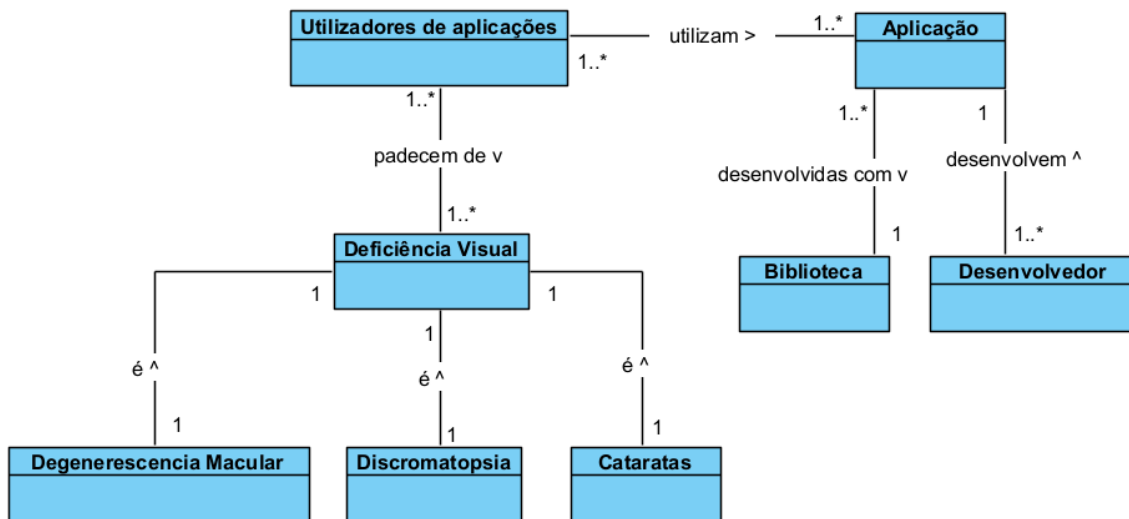 Utilizadores de aplicações
1..*
utilizam >
1..*
Aplicação
1..*
padecem de v
1..*
1..*
desenvolvidas com v
1
1
desenvolvem ^
1..*
Deficiência Visual
Biblioteca
Desenvolvedor
1
é ^
1
1
é ^
1
1
é ^
1
Degenerescencia Macular
Discromatopsia
Cataratas